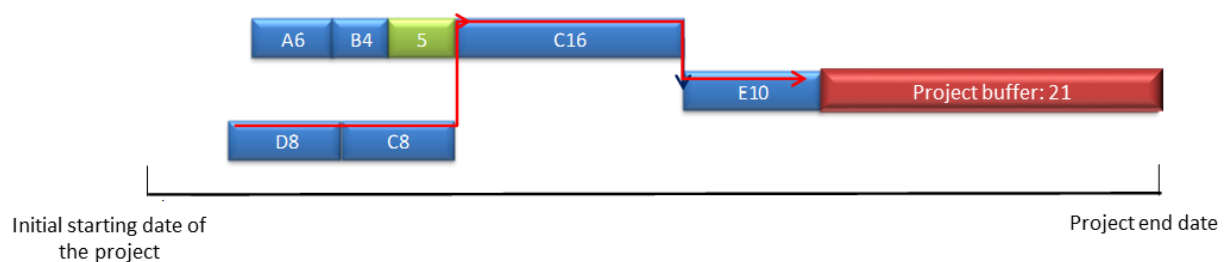 A6
B4
5
C16
E10
Project buffer: 21
D8
C8
Initial starting date of
the project
Project end date